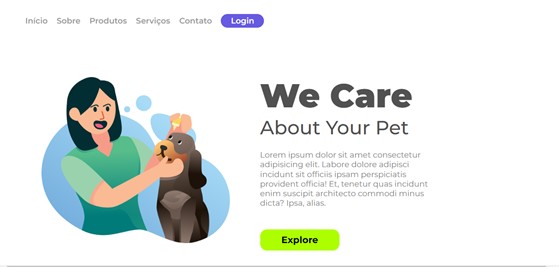 Início Sobre Produtos Serviços Contato Login
We Care
About Your Pet
Lorem ipsum dolor sit amet consectetur
adipisicing elit. Labore dolore adipisci
incidunt sit officiis ipsam perspiciatis
provident officia! Et, tenetur quas incidunt
enim suscipit architecto commodi minus
dicta? Ipsa, alias.
Explore